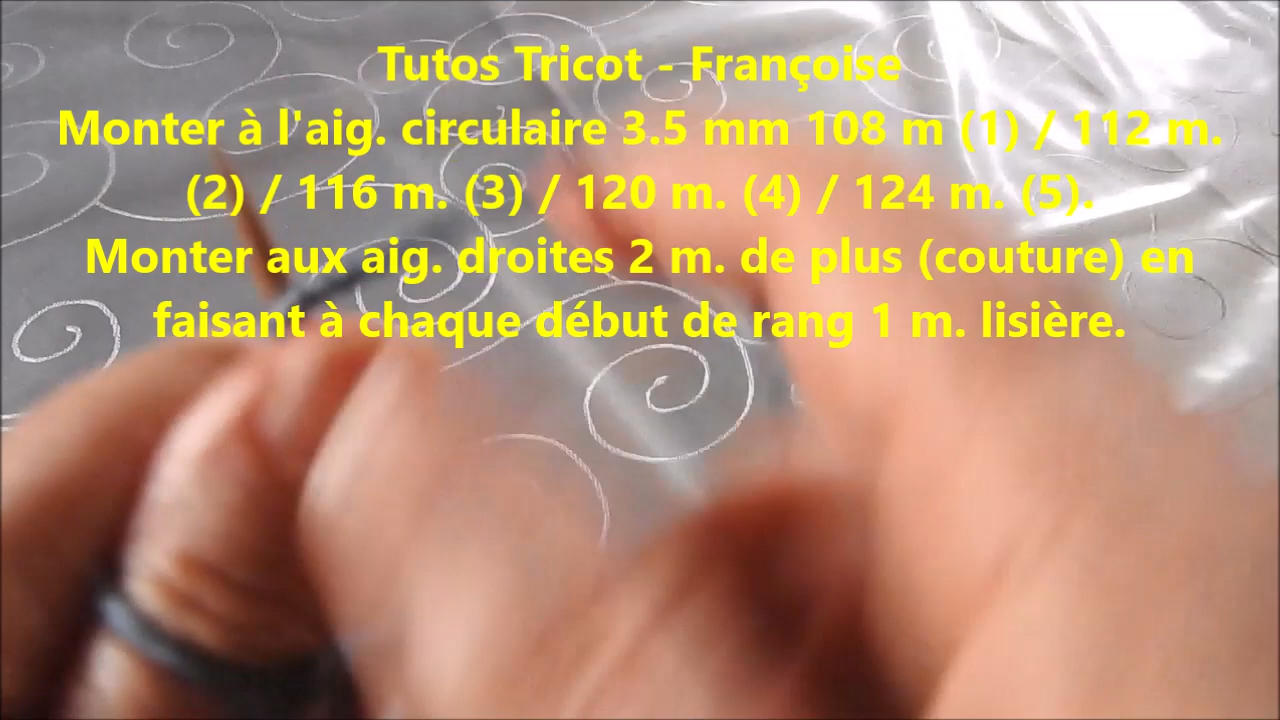 Tutos Tricot - Françoise
Monter à l'aig. circulaire 3.5 mm 108 m (1) / 112 m.
(2) / 116 m. (3) / 120 m. (4) / 124 m. (5).
Monter aux aig. droites 2 m. de plus (couture) en
faisant à chaque début de rang 1 m. lisière.